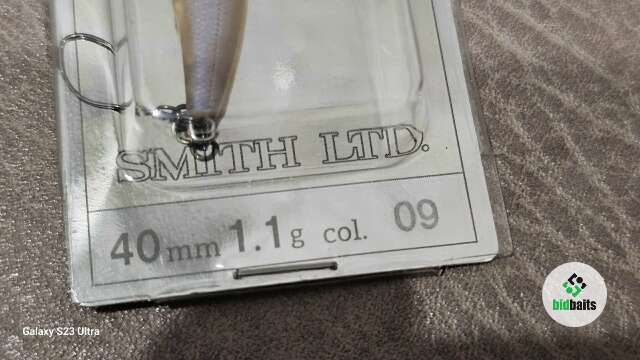 SMITH LTD.
40mm 1.1g col. 09
bidbaits
Galaxy S23 Ultra